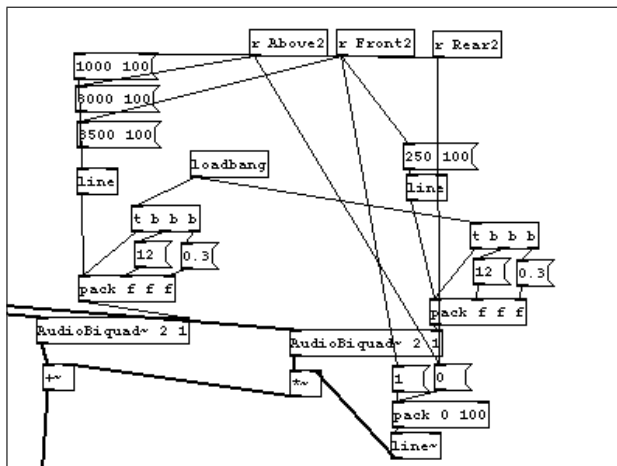 r Above2
r Front2
r Rear2
1000 100
8000 100
8500 100
250 100
line
loadbang
line
t b b b
t b b b
12
0.3
12
0.3
pack f f f
pack f f f
AudioBiquad~ 2 1
AudioBiquad~ 2 1
+~
*~
1
0
pack 0 100
line~